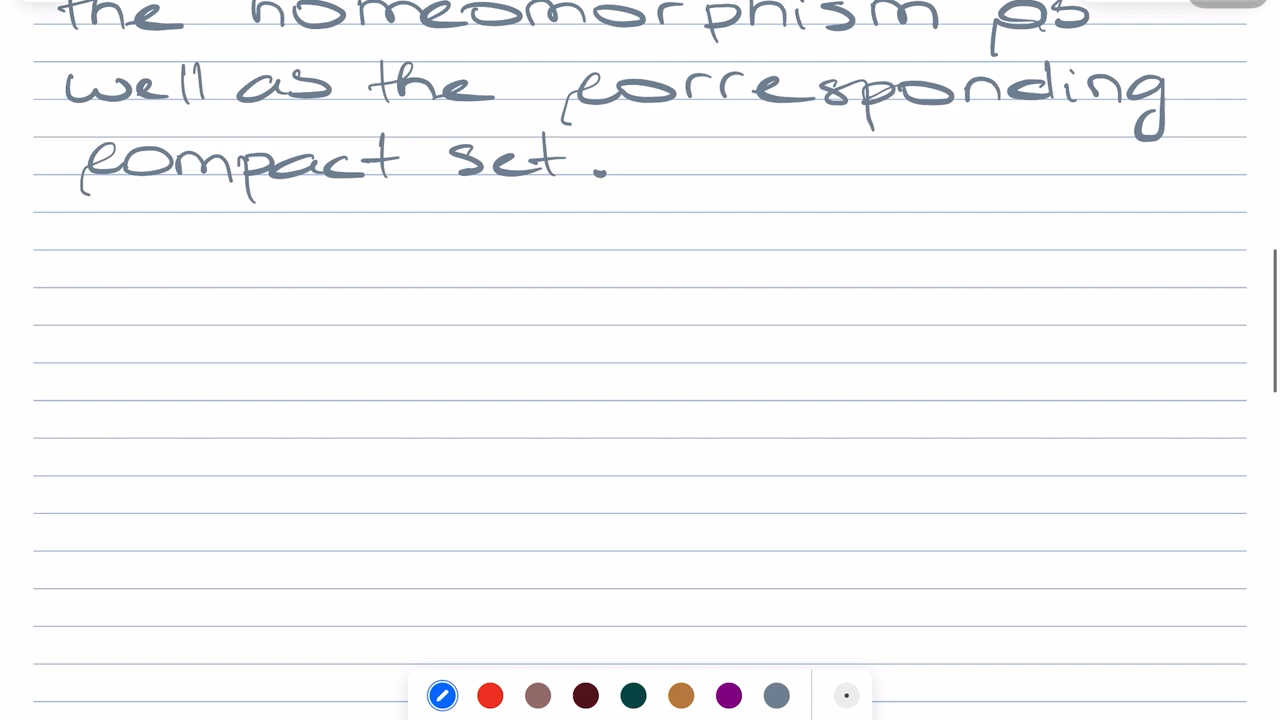 the homeomorphism as
well as the corresponding
compact set.